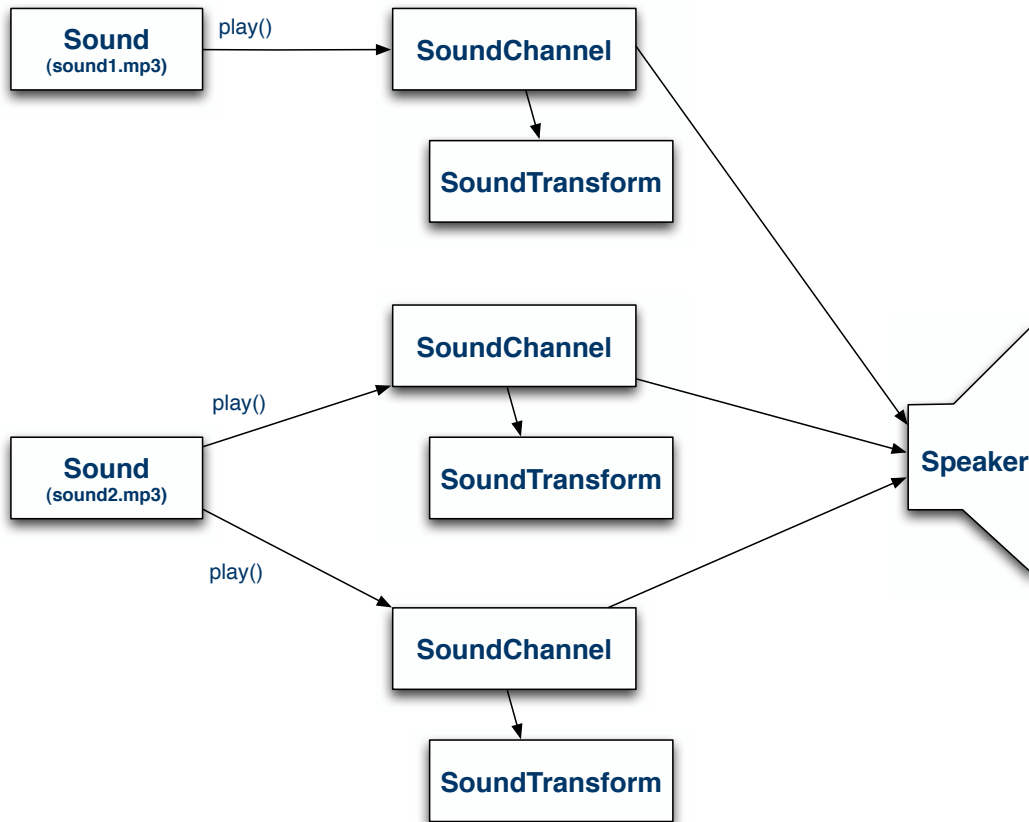 Sound
(sound1.mp3)
play()
SoundChannel
SoundTransform
SoundChannel
play()
Sound
(sound2.mp3)
SoundTransform
Speaker
play()
SoundChannel
SoundTransform